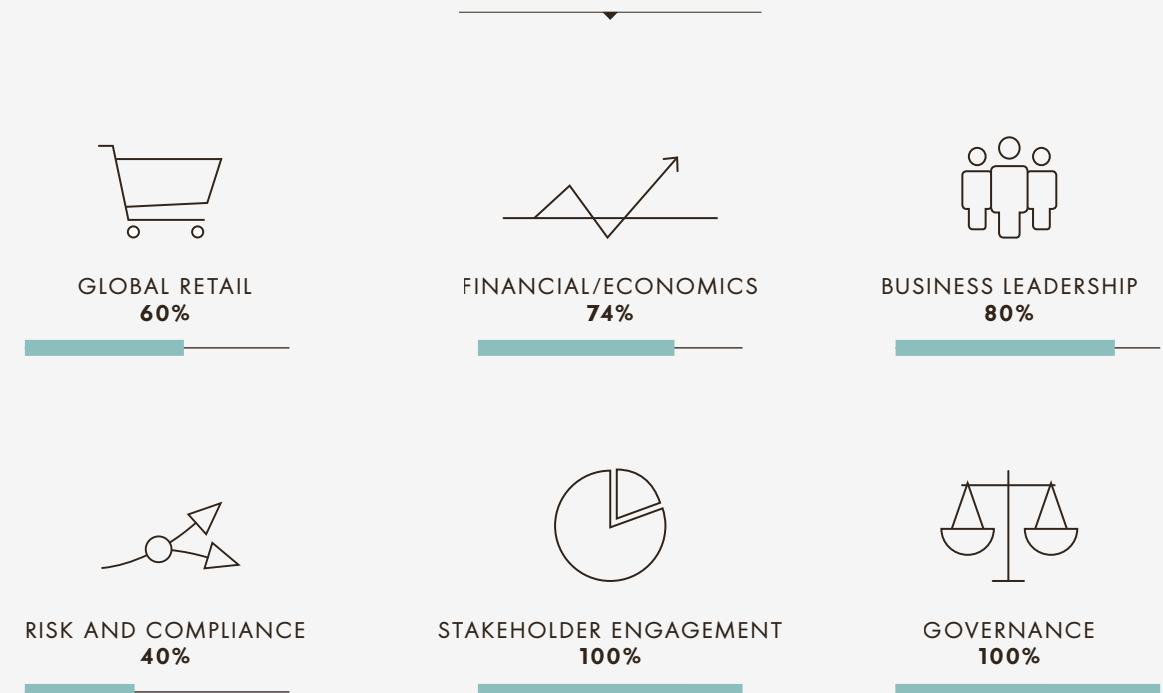 GLOBAL RETAIL
60%
FINANCIAL/ECONOMICS
74%
BUSINESS LEADERSHIP
80%
RISK AND COMPLIANCE
40%
STAKEHOLDER ENGAGEMENT
100%
GOVERNANCE
100%